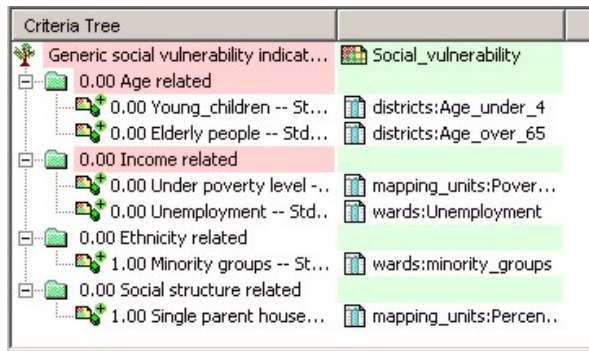 Criteria Tree
Generic social vulnerability indicat... Social_vulnerability
0.00 Age related
0.00 Young_children -- St... districts:Age_under_4
0.00 Elderly people -- Std... districts:Age_over_65
0.00 Income related
0.00 Under poverty level -.. mapping_units:Pover...
0.00 Unemployment -- Std.. wards:Unemployment
0.00 Ethnicity related
1.00 Minority groups -- St... wards:minority_groups
0.00 Social structure related
1.00 Single parent house... mapping_units:Percen..